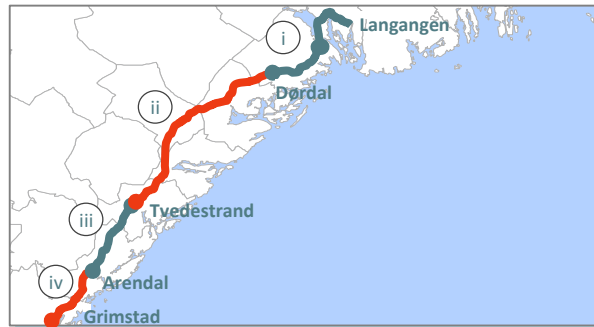 i
Langangen
Dørdal
ii
Tvedestrand
iii
Arendal
iv
Grimstad